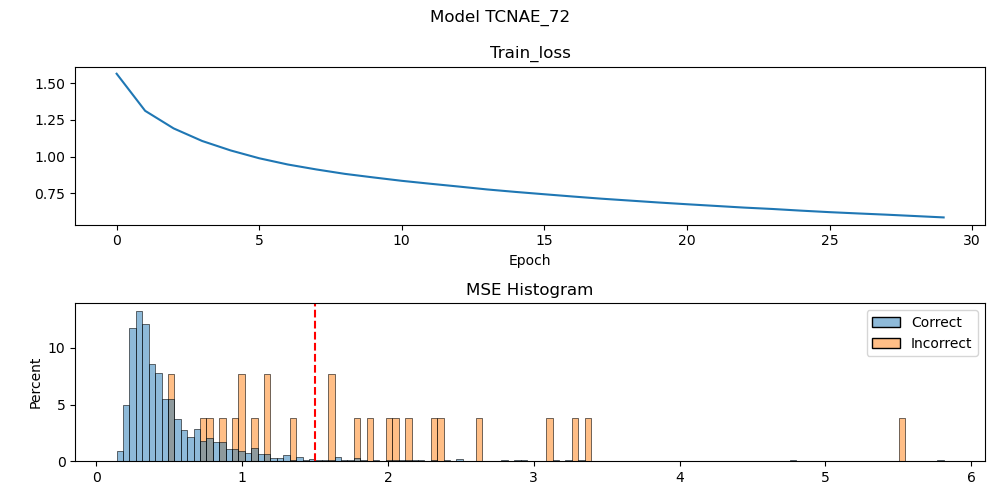 Model TCNAE_72
Train_loss
1.50
1.25
1.00
0.75
0 5 10 15 20 25 30
Epoch
MSE Histogram
Correct
Incorrect
Percent
10
5
0
0 1 2 3 4 5 6